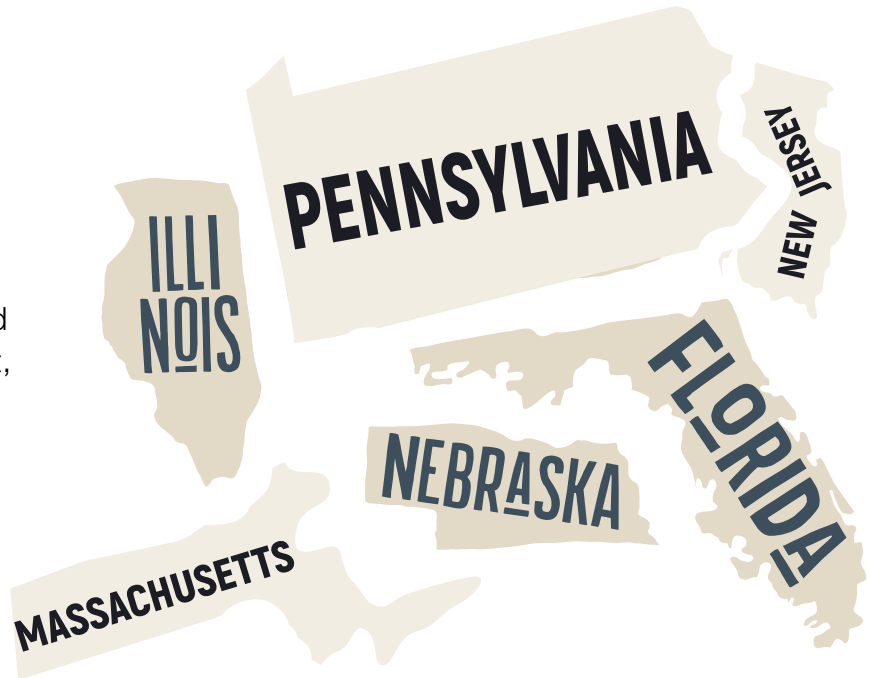 PENNSYLVANIA
NEW JERSEY
ILLI
NOIS
FLORIDA
NEBRASKA
MASSACHUSETTS